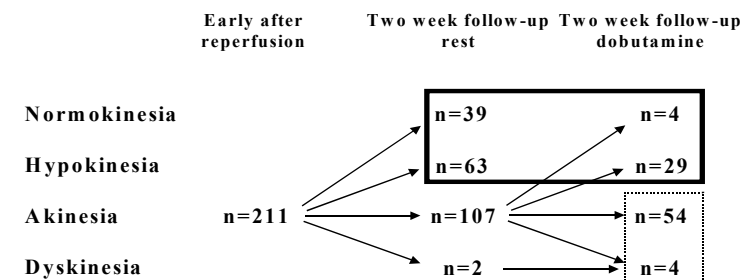 Early after Two week follow-up Two week follow-up
reperfusion rest dobutamine
Normokinesia n=39 n=4
Hypokinesia n=63 n=29
Akinesia n=211 n=107 n=54
Dyskinesia n=2 n=4